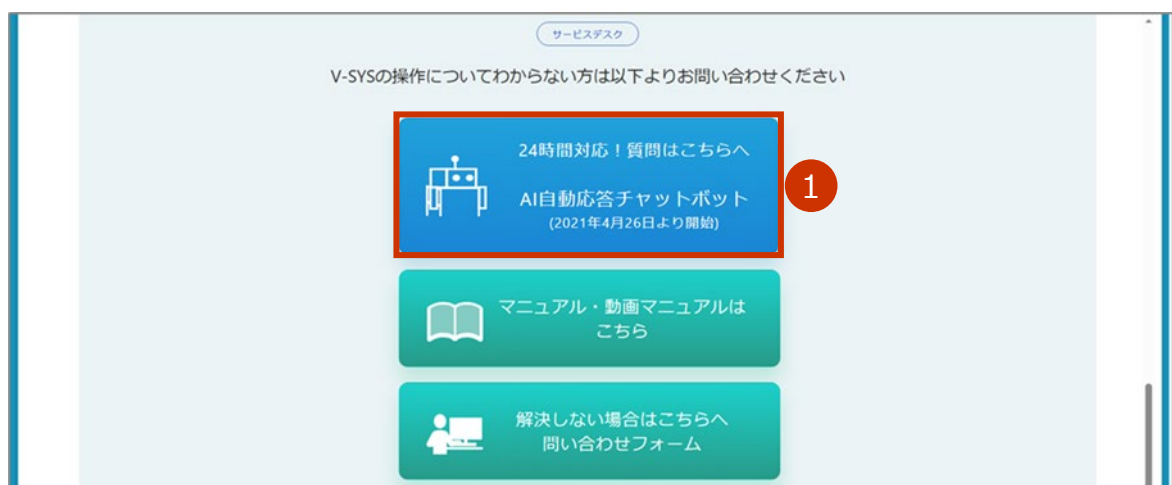 サービスデスク
V-SYSの操作についてわからない方は以下よりお問い合わせください
24時間対応！質問はこちらへ
AI自動応答チャットボット
(2021年4月26日より開始)
1
マニュアル・動画マニュアルは
こちら
解決しない場合はこちらへ
問い合わせフォーム